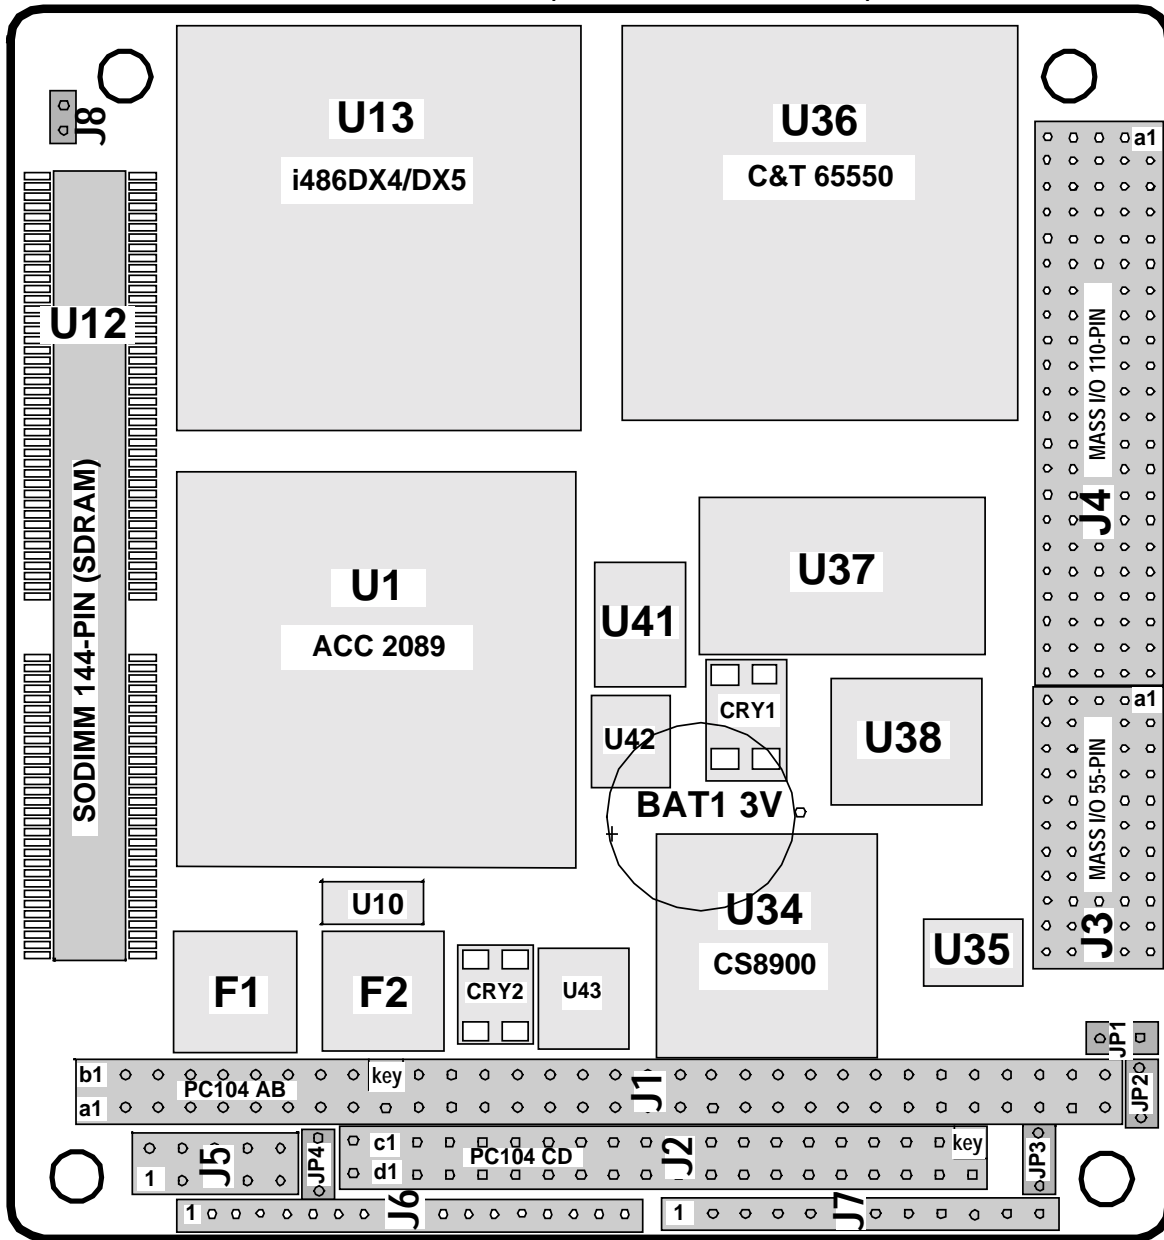 U13
i486DX4/DX5
U36
C&T 65550
J8
a1
U12
SODIMM 144-PIN (SDRAM)
MASS I/O 110-PIN
J4
U1
ACC 2089
U37
U41
CRY1
U42
U38
a1
BAT1 3V
MASS I/O 55-PIN
J3
U10
U34
CS8900
U35
F1
F2
CRY2
U43
JP1
b1
PC104 AB
key
J1
a1
JP2
J5
1
JP4
c1
d1
PC104 CD
J2
key
JP3
1
J6
1
J7